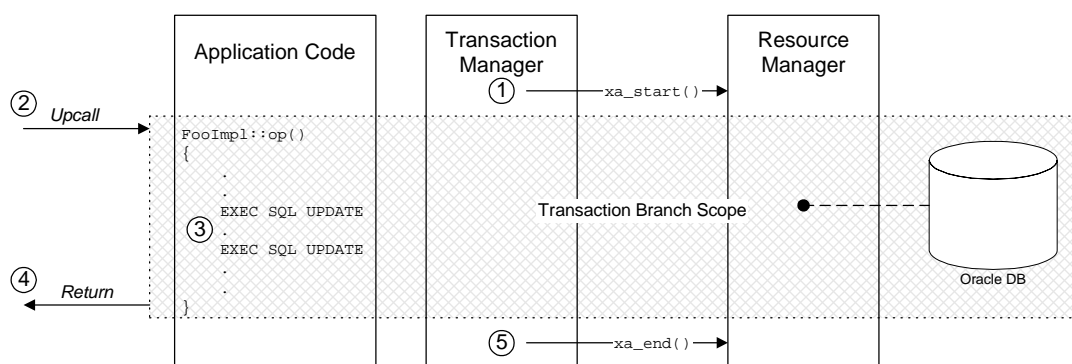 Application Code
Transaction
Manager
Resource
Manager
1
xa_start()
2
Upcall
FooImpl::op()
{
.
.
EXEC SQL UPDATE
3
.
EXEC SQL UPDATE
.
.
}
Transaction Branch Scope
Oracle DB
4
Return
5
xa_end()